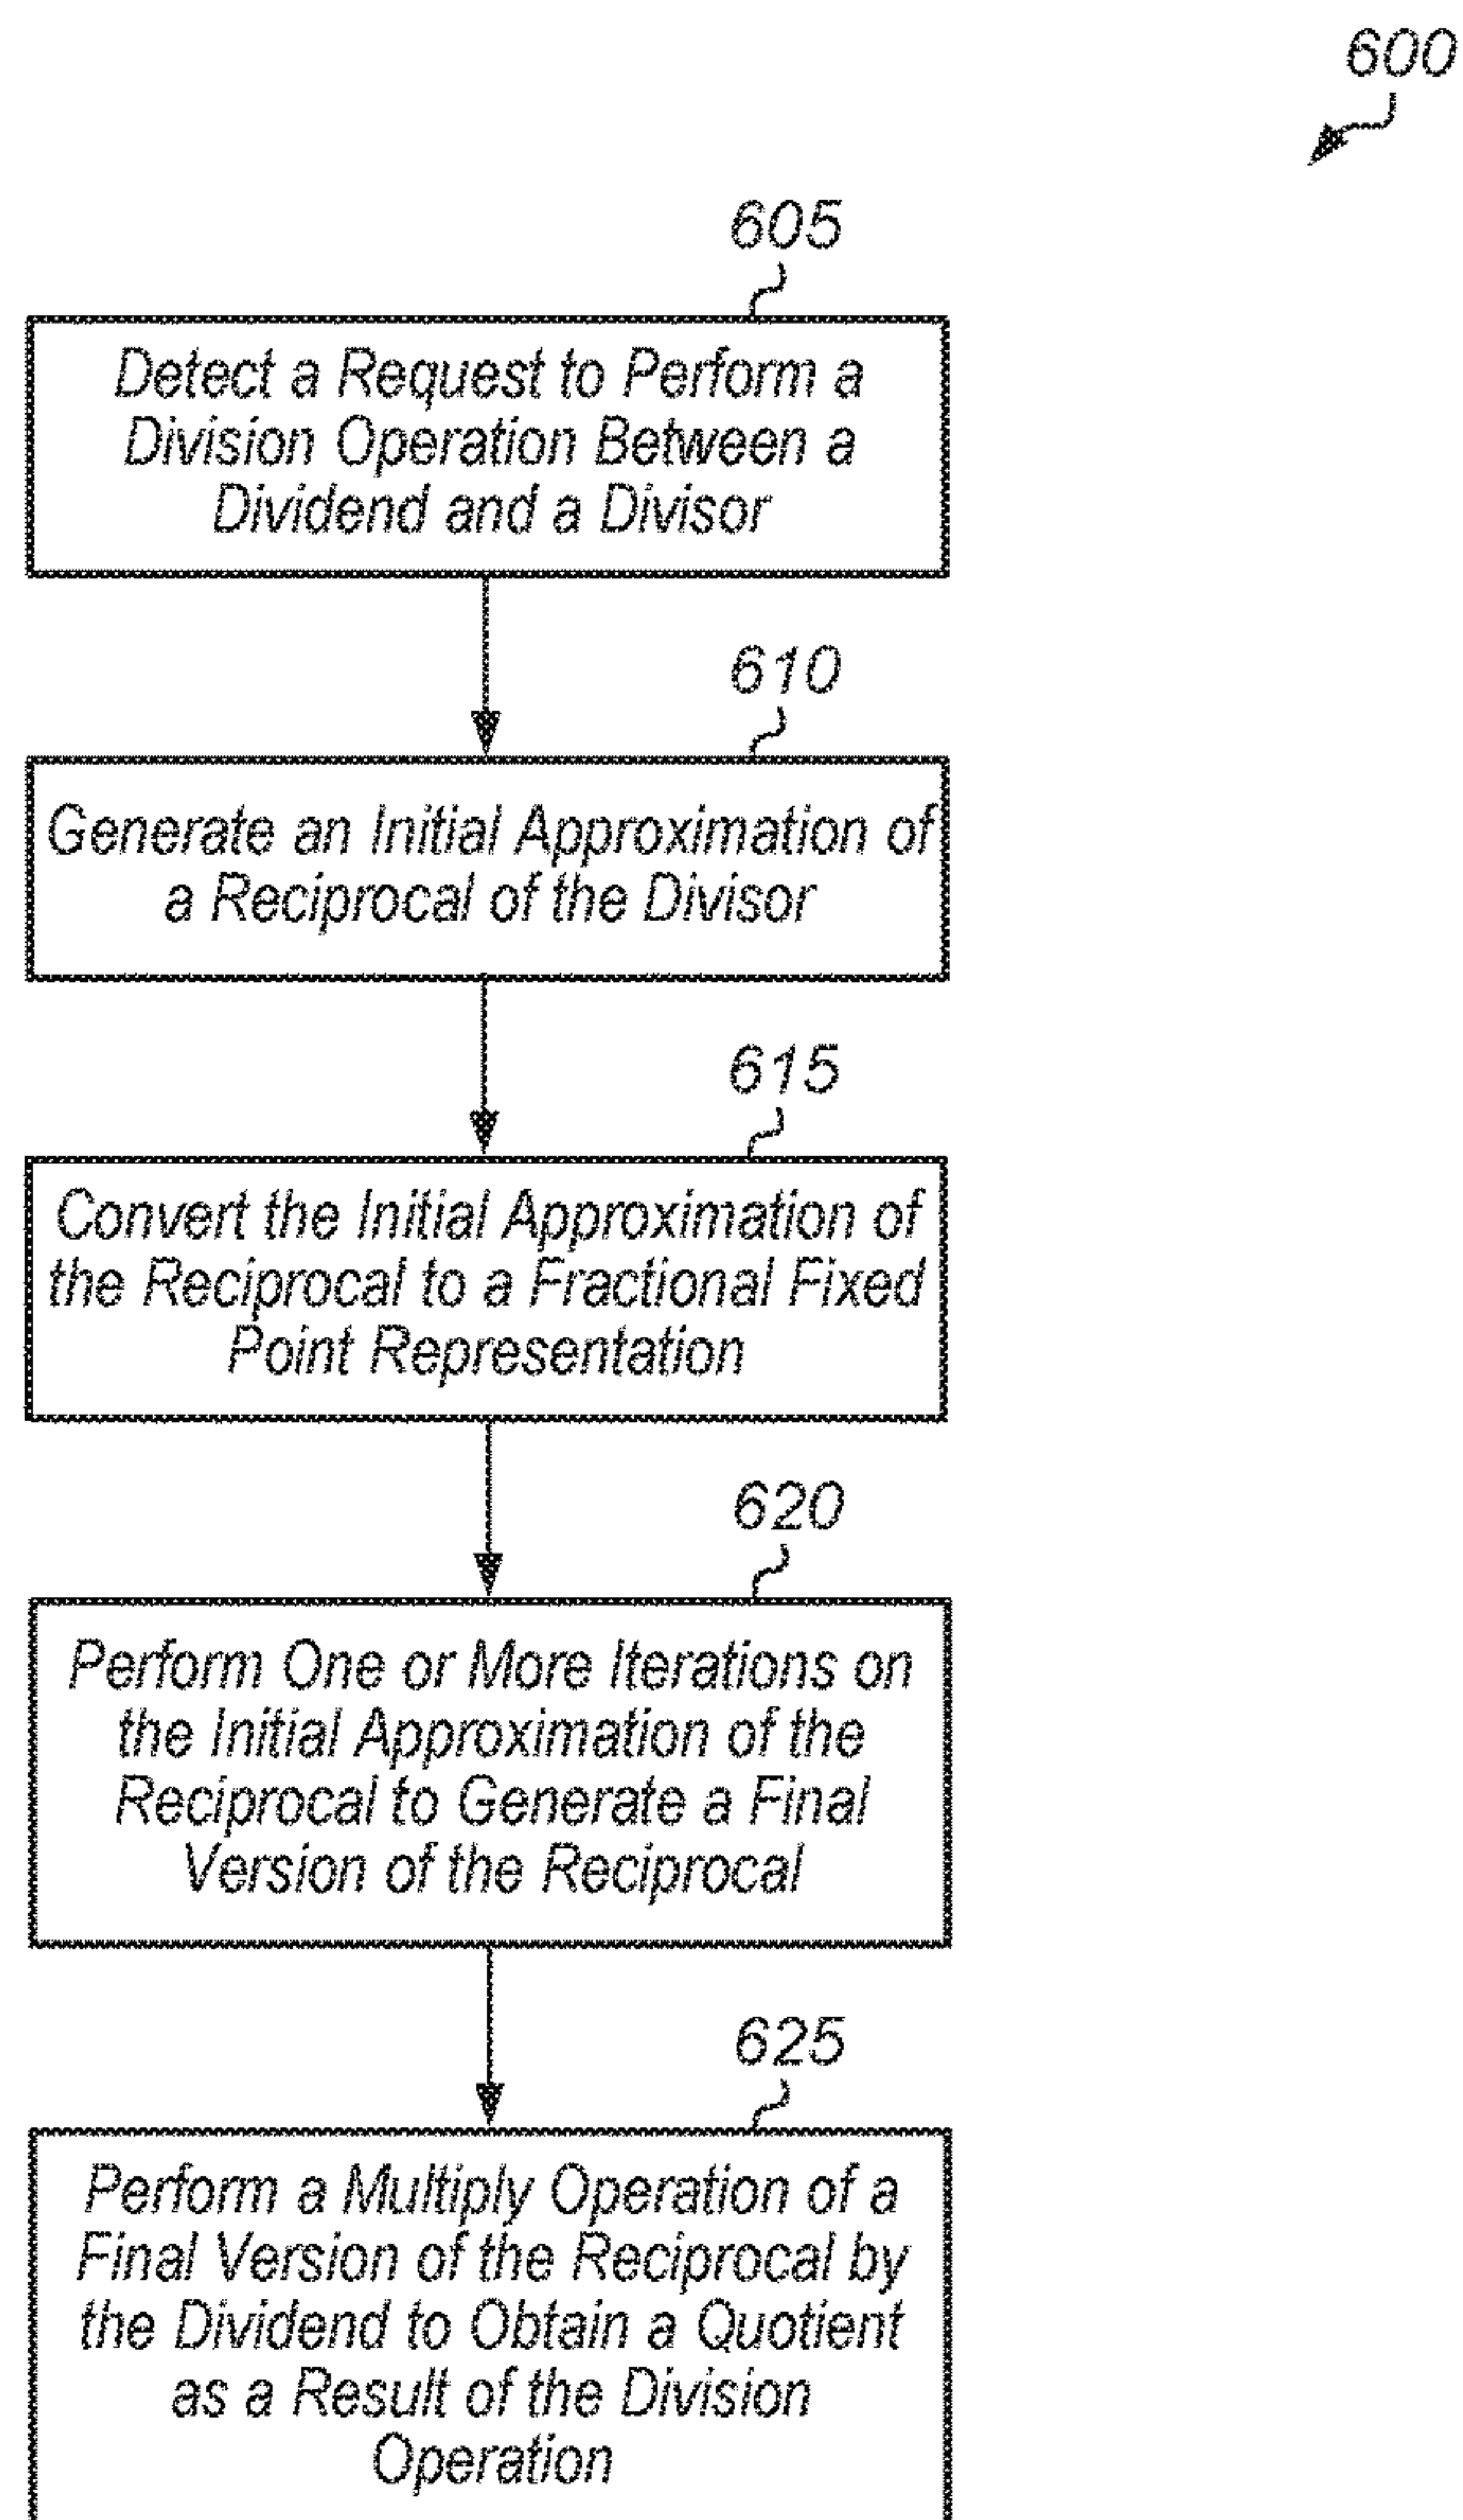 600
605
Detect a Request to Perform a
Division Operation Between a
Dividend and a Divisor
610
Generate an Initial Approximation of
a Reciprocal of the Divisor
615
Convert the Initial Approximation of
the Reciprocal to a Fractional Fixed
Point Representation
620
Perform One or More Iterations on
the Initial Approximation of the
Reciprocal to Generate a Final
Version of the Reciprocal
625
Perform a Multiply Operation of a
Final Version of the Reciprocal by
the Dividend to Obtain a Quotient
as a Result of the Division
Operation